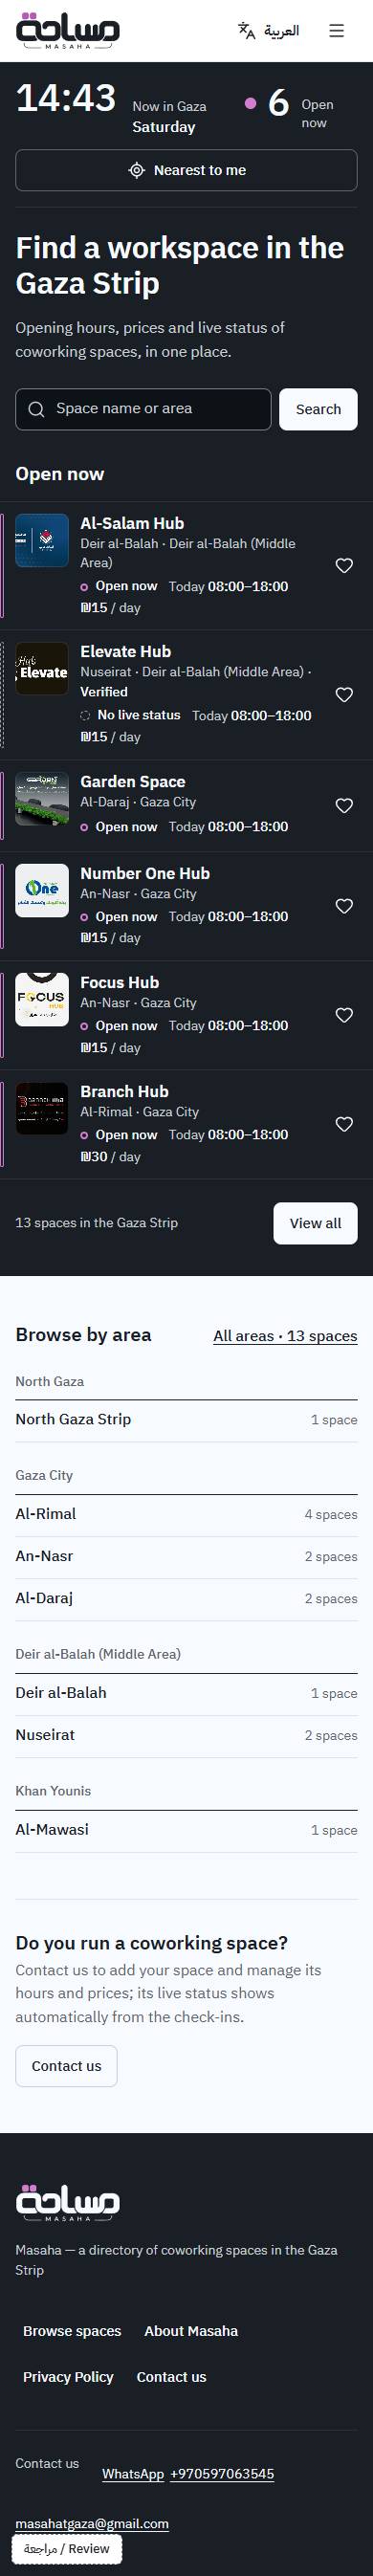 مساحة
MASAHA
العربية
14:43
Now in Gaza
Saturday
6
Open now
Nearest to me
Find a workspace in the
Gaza Strip
Opening hours, prices and live status of
coworking spaces, in one place.
Space name or area
Search
Open now
Al-Salam Hub
Deir al-Balah · Deir al-Balah (Middle
Area)
Open now Today 08:00–18:00
₪15 / day
Hub
Elevate
Elevate Hub
Nuseirat · Deir al-Balah (Middle Area) ·
Verified
No live status Today 08:00–18:00
₪15 / day
Garden Space
Al-Daraj · Gaza City
Open now Today 08:00–18:00
One
Number One Hub
An-Nasr · Gaza City
Open now Today 08:00–18:00
₪15 / day
FOCUS
HUB
Focus Hub
An-Nasr · Gaza City
Open now Today 08:00–18:00
₪15 / day
Branch Hub
Al-Rimal · Gaza City
Open now Today 08:00–18:00
₪30 / day
13 spaces in the Gaza Strip
View all
Browse by area
All areas · 13 spaces
North Gaza
North Gaza Strip 1 space
Gaza City
Al-Rimal 4 spaces
An-Nasr 2 spaces
Al-Daraj 2 spaces
Deir al-Balah (Middle Area)
Deir al-Balah 1 space
Nuseirat 2 spaces
Khan Younis
Al-Mawasi 1 space
Do you run a coworking space?
Contact us to add your space and manage its
hours and prices; its live status shows
automatically from the check-ins.
Contact us
مساحة
MASAHA
Masaha — a directory of coworking spaces in the Gaza
Strip
Browse spaces About Masaha
Privacy Policy Contact us
Contact us
WhatsApp +970597063545
masahatgaza@gmail.com
مراجعة / Review